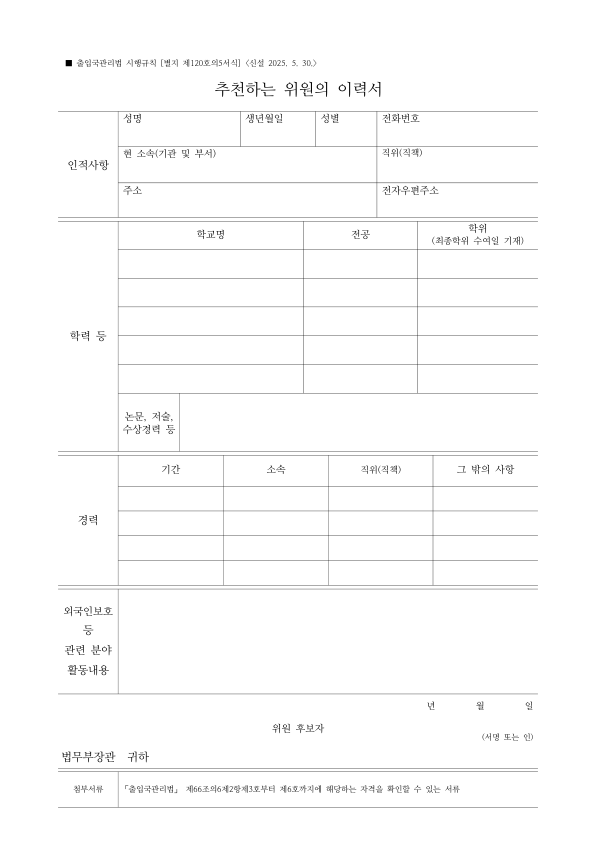 ■ 출입국관리법 시행규칙 [별지 제120호의5서식] 〈신설 2025. 5. 30.〉
추천하는 위원의 이력서
인적사항
성명
생년월일
성별
전화번호
현 소속(기관 및 부서)
직위(직책)
주소
전자우편주소
학력 등
학교명
전공
학위
(최종학위 수여일 기재)
논문, 저술,
수상경력 등
경력
기간
소속
직위(직책)
그 밖의 사항
외국인보호
등
관련 분야
활동내용
년 월 일
위원 후보자
(서명 또는 인)
법무부장관 귀하
첨부서류
「출입국관리법」 제66조의6제2항제3호부터 제6호까지에 해당하는 자격을 확인할 수 있는 서류